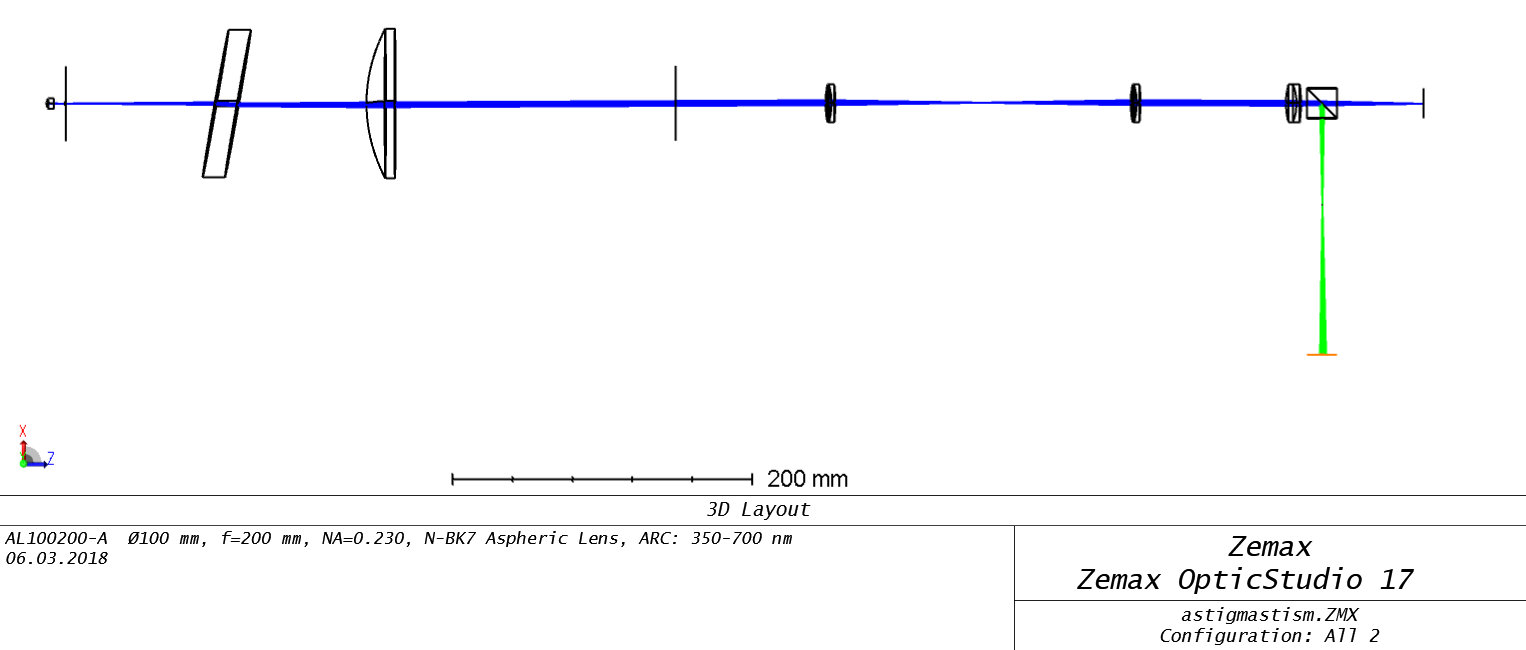 X
Z
200 mm
3D Layout
AL100200-A Ø100 mm, f=200 mm, NA=0.230, N-BK7 Aspheric Lens, ARC: 350-700 nm
06.03.2018
Zemax
Zemax OpticStudio 17
astigmastism.ZMX
Configuration: All 2